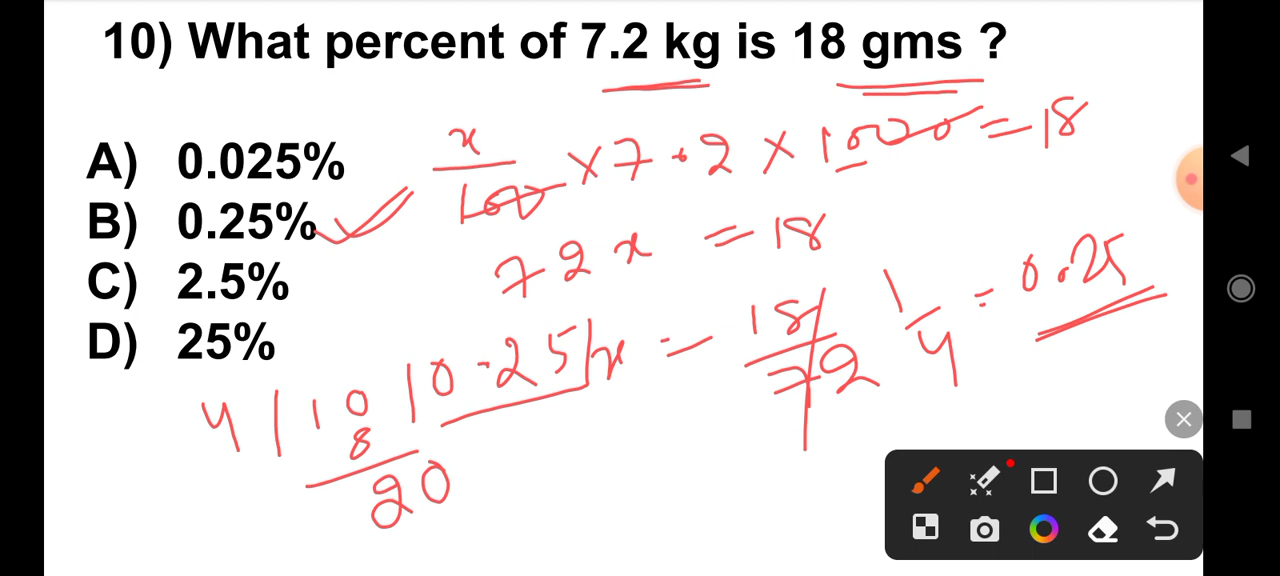 10) What percent of 7.2 kg is 18 gms ?
A) 0.025%
x/100 × 7.2 × 1000 = 18
B) 0.25%
72x = 18
C) 2.5%
x = 18/72 1/4 = 0.25
D) 25%
4 | 10 | 0.25
8
20